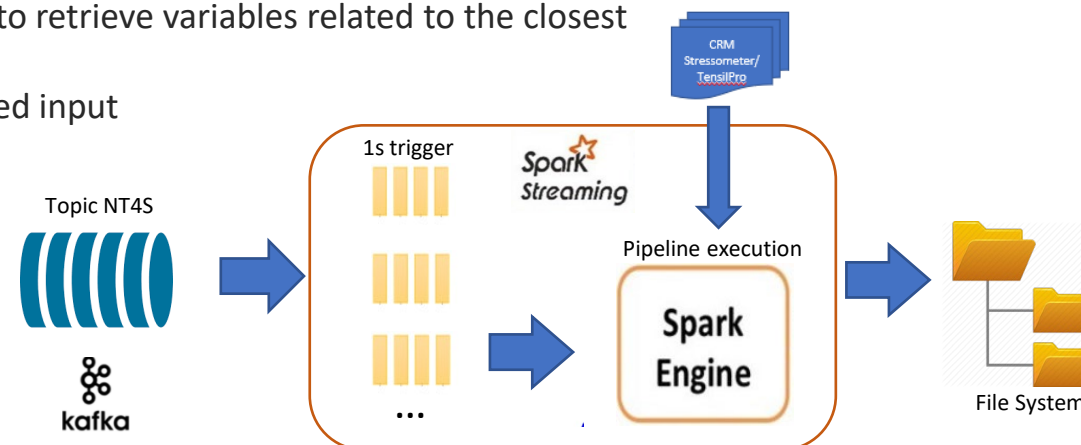 to retrieve variables related to the closest
ed input
CRM
Stressometer/
TensilPro
1s trigger
Spark
Streaming
Topic NT4S
Pipeline execution
Spark
Engine
...
kafka
File System